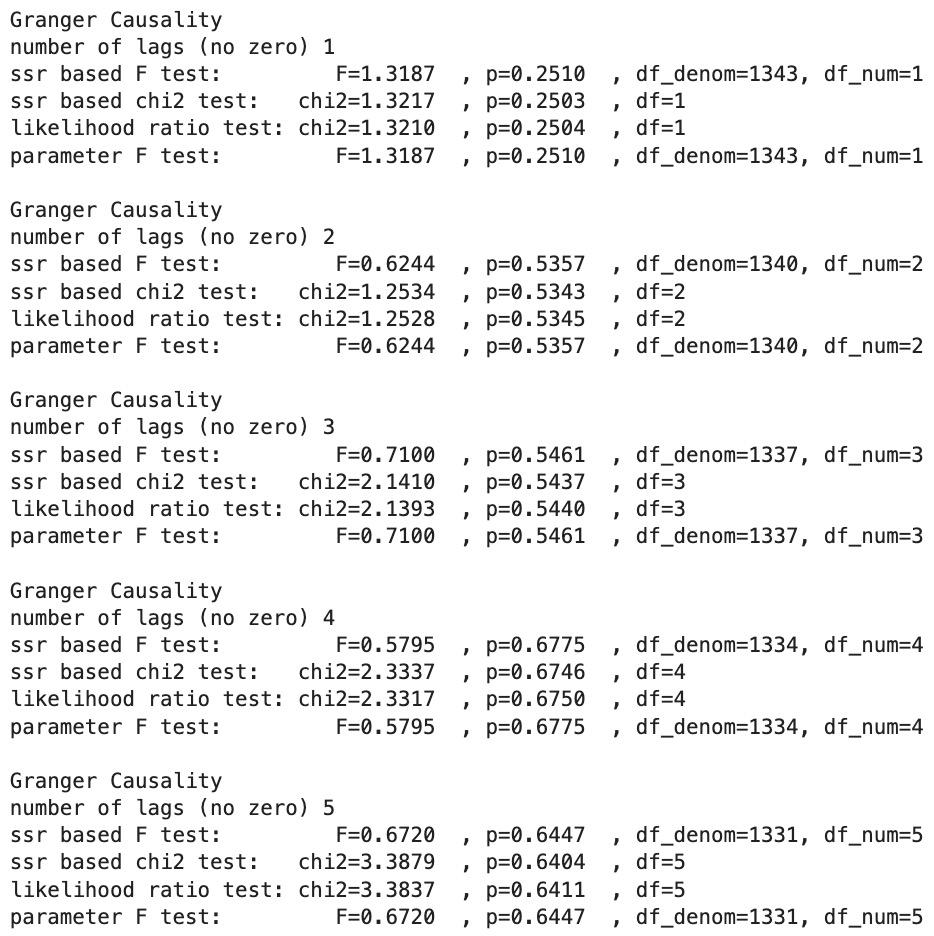 Granger Causality
number of lags (no zero) 1
ssr based F test:         F=1.3187  , p=0.2510  , df_denom=1343, df_num=1
ssr based chi2 test:   chi2=1.3217  , p=0.2503  , df=1
likelihood ratio test: chi2=1.3210  , p=0.2504  , df=1
parameter F test:         F=1.3187  , p=0.2510  , df_denom=1343, df_num=1

Granger Causality
number of lags (no zero) 2
ssr based F test:         F=0.6244  , p=0.5357  , df_denom=1340, df_num=2
ssr based chi2 test:   chi2=1.2534  , p=0.5343  , df=2
likelihood ratio test: chi2=1.2528  , p=0.5345  , df=2
parameter F test:         F=0.6244  , p=0.5357  , df_denom=1340, df_num=2

Granger Causality
number of lags (no zero) 3
ssr based F test:         F=0.7100  , p=0.5461  , df_denom=1337, df_num=3
ssr based chi2 test:   chi2=2.1410  , p=0.5437  , df=3
likelihood ratio test: chi2=2.1393  , p=0.5440  , df=3
parameter F test:         F=0.7100  , p=0.5461  , df_denom=1337, df_num=3

Granger Causality
number of lags (no zero) 4
ssr based F test:         F=0.5795  , p=0.6775  , df_denom=1334, df_num=4
ssr based chi2 test:   chi2=2.3337  , p=0.6746  , df=4
likelihood ratio test: chi2=2.3317  , p=0.6750  , df=4
parameter F test:         F=0.5795  , p=0.6775  , df_denom=1334, df_num=4

Granger Causality
number of lags (no zero) 5
ssr based F test:         F=0.6720  , p=0.6447  , df_denom=1331, df_num=5
ssr based chi2 test:   chi2=3.3879  , p=0.6404  , df=5
likelihood ratio test: chi2=3.3837  , p=0.6411  , df=5
parameter F test:         F=0.6720  , p=0.6447  , df_denom=1331, df_num=5